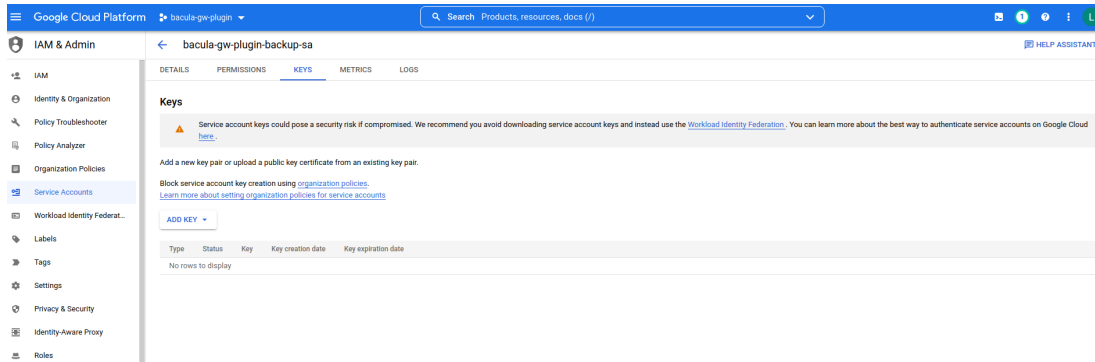 Google Cloud Platform
bacula-gw-plugin
Search Products, resources, docs (/)
1
L
IAM & Admin
bacula-gw-plugin-backup-sa
HELP ASSISTANT
DETAILS PERMISSIONS KEYS METRICS LOGS
IAM
Identity & Organization
Policy Troubleshooter
Policy Analyzer
Organization Policies
Service Accounts
Workload Identity Federat...
Labels
Tags
Settings
Privacy & Security
Identity-Aware Proxy
Roles
Keys
Service account keys could pose a security risk if compromised. We recommend you avoid downloading service account keys and instead use the Workload Identity Federation . You can learn more about the best way to authenticate service accounts on Google Cloud
here .
Add a new key pair or upload a public key certificate from an existing key pair.
Block service account key creation using organization policies.
Learn more about setting organization policies for service accounts
ADD KEY
Type Status Key Key creation date Key expiration date
No rows to display